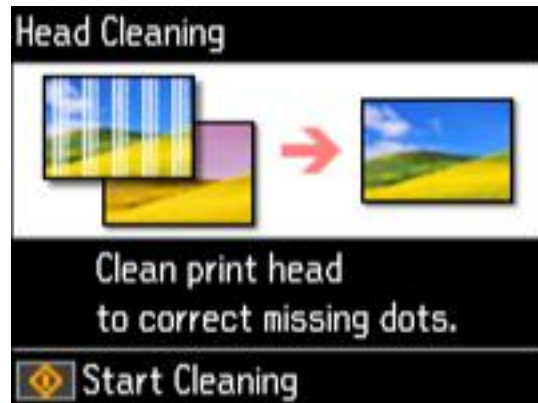 Head Cleaning
Clean print head
to correct missing dots.
Start Cleaning